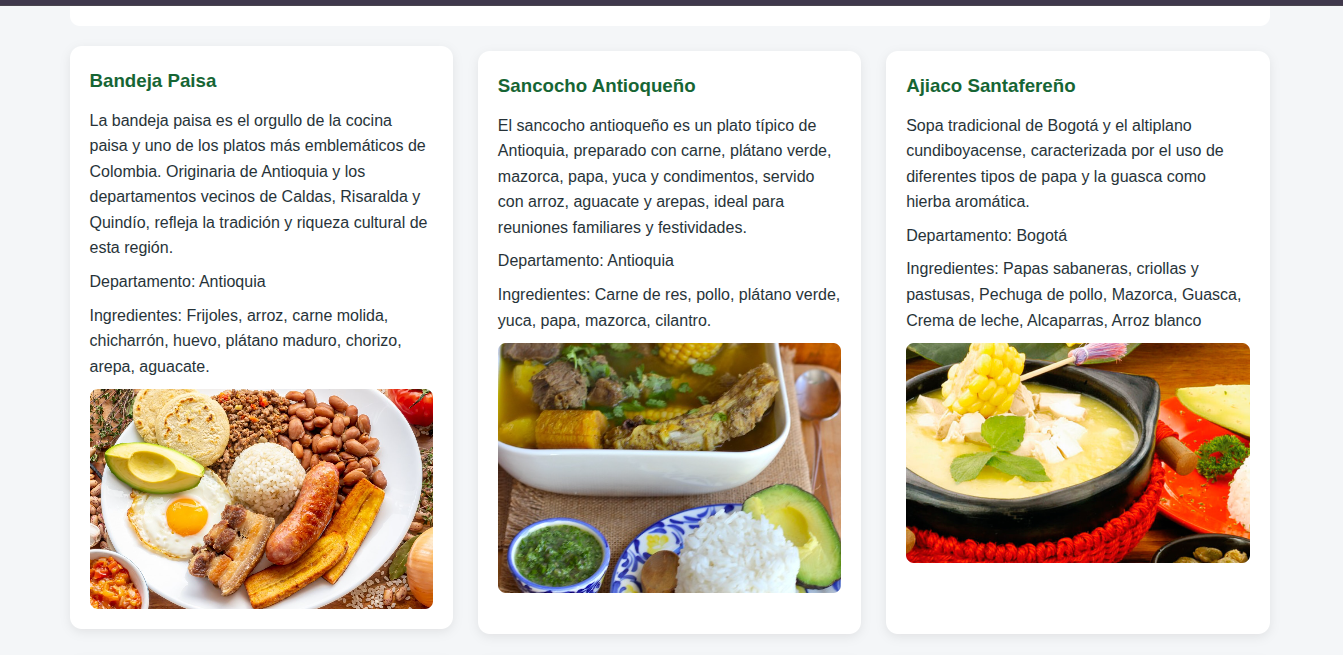 Bandeja Paisa
La bandeja paisa es el orgullo de la cocina
paisa y uno de los platos más emblemáticos de
Colombia. Originaria de Antioquia y los
departamentos vecinos de Caldas, Risaralda y
Quindío, refleja la tradición y riqueza cultural de
esta región.
Departamento: Antioquia
Ingredientes: Frijoles, arroz, carne molida,
chicharrón, huevo, plátano maduro, chorizo,
arepa, aguacate.
Sancocho Antioqueño
El sancocho antioqueño es un plato típico de
Antioquia, preparado con carne, plátano verde,
mazorca, papa, yuca y condimentos, servido
con arroz, aguacate y arepas, ideal para
reuniones familiares y festividades.
Departamento: Antioquia
Ingredientes: Carne de res, pollo, plátano verde,
yuca, papa, mazorca, cilantro.
Ajiaco Santafereño
Sopa tradicional de Bogotá y el altiplano
cundiboyacense, caracterizada por el uso de
diferentes tipos de papa y la guasca como
hierba aromática.
Departamento: Bogotá
Ingredientes: Papas sabaneras, criollas y
pastusas, Pechuga de pollo, Mazorca, Guasca,
Crema de leche, Alcaparras, Arroz blanco